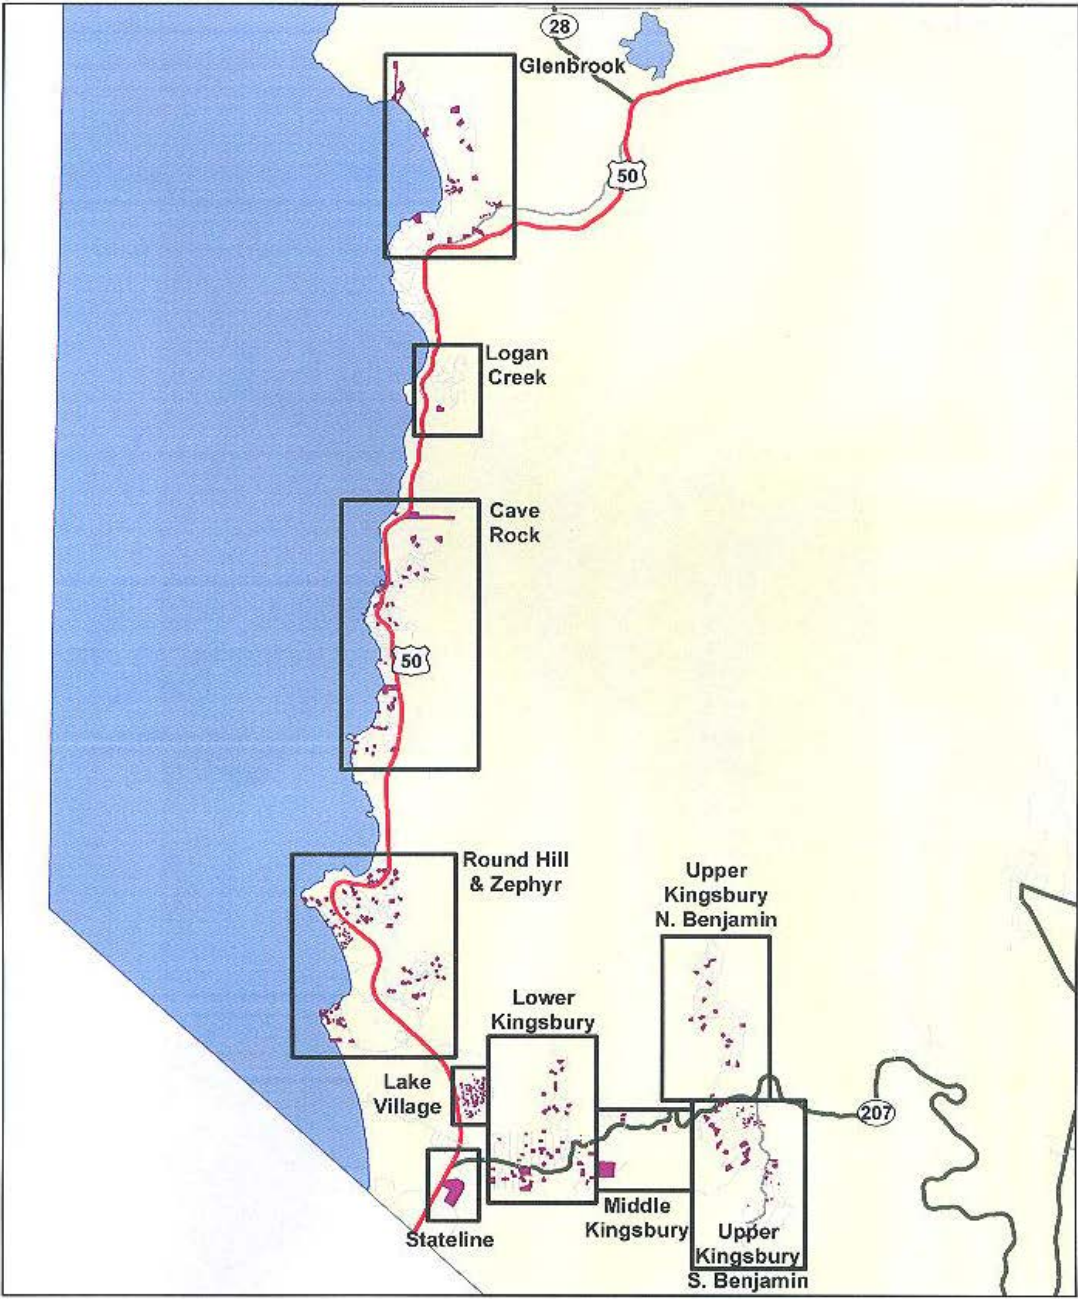 28
Glenbrook
50
Logan
Creek
Cave
Rock
50
Round Hill
& Zephyr
Upper
Kingsbury
N. Benjamin
Lower
Kingsbury
Lake
Village
207
Middle
Kingsbury
Stateline
Upper
Kingsbury
S. Benjamin